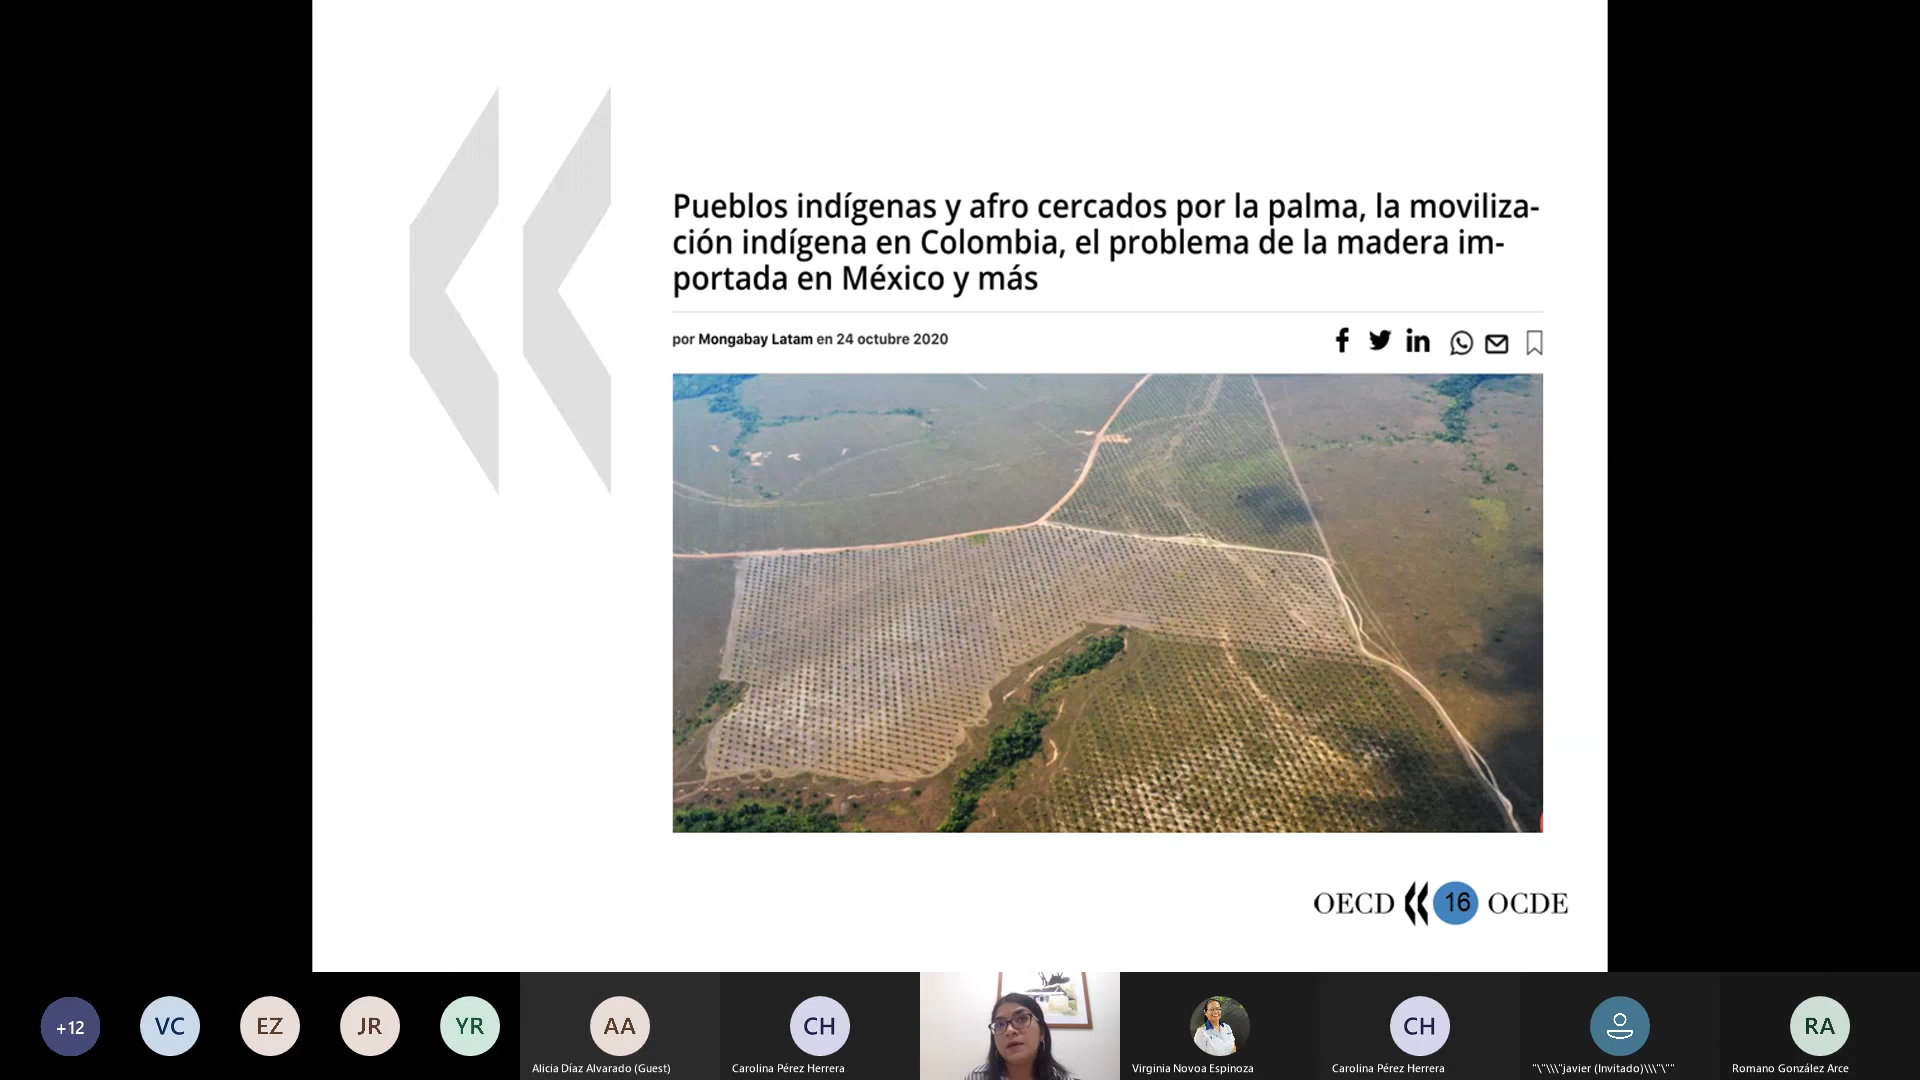 Pueblos indígenas y afro cercados por la palma, la moviliza-
ción indígena en Colombia, el problema de la madera im-
portada en México y más
por Mongabay Latam en 24 octubre 2020
OECD 16 OCDE
+12
VC
EZ
JR
YR
AA
CH
CH
RA
Alicia Díaz Alvarado (Guest)
Carolina Pérez Herrera
Virginia Novoa Espinoza
Carolina Pérez Herrera
"\"\\\"javier (Invitado)\\\"\""
Romano González Arce